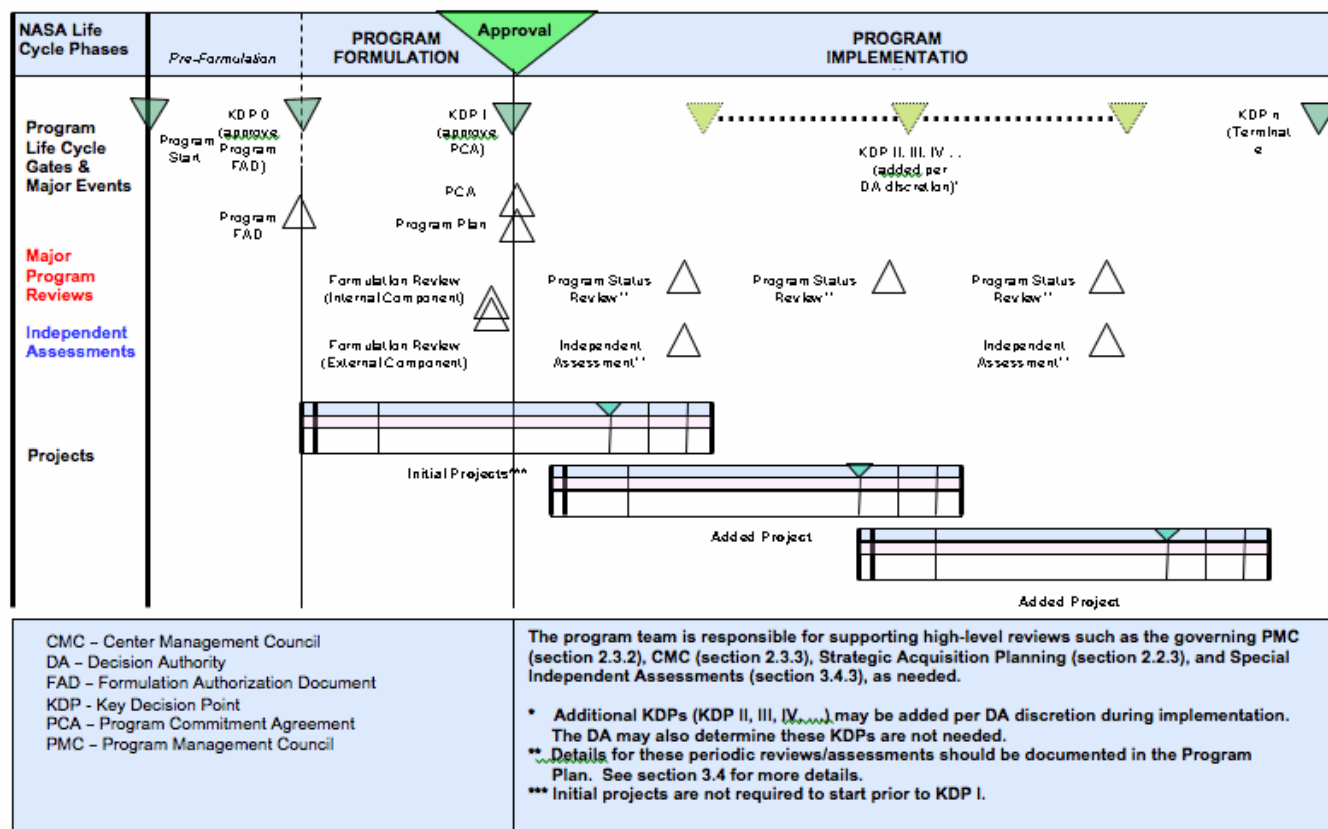 NASA Life
Cycle Phases
Pre-Formulation
PROGRAM
FORMULATION
Approval
PROGRAM
IMPLEMENTATIO
Program
Life Cycle
Gates &
Major Events
Program
Start
KDP 0
(approve
Program
FAD)
KDP I
(approve
PCA)
KDP II, III, IV . .
(added per
DA discretion)*
KDP n
(Terminat
e
Program
FAD
PCA
Program Plan
Major
Program
Reviews
Formulation Review
(Internal Component)
Program Status
Review**
Program Status
Review**
Program Status
Review**
Independent
Assessments
Formulation Review
(External Component)
Independent
Assessment**
Independent
Assessment**
Projects
Initial Projects***
Added Project
Added Project
CMC – Center Management Council
DA – Decision Authority
FAD – Formulation Authorization Document
KDP - Key Decision Point
PCA – Program Commitment Agreement
PMC – Program Management Council
The program team is responsible for supporting high-level reviews such as the governing PMC
(section 2.3.2), CMC (section 2.3.3), Strategic Acquisition Planning (section 2.2.3), and Special
Independent Assessments (section 3.4.3), as needed.
* Additional KDPs (KDP II, III, IV, ...) may be added per DA discretion during implementation.
The DA may also determine these KDPs are not needed.
** Details for these periodic reviews/assessments should be documented in the Program
Plan. See section 3.4 for more details.
*** Initial projects are not required to start prior to KDP I.